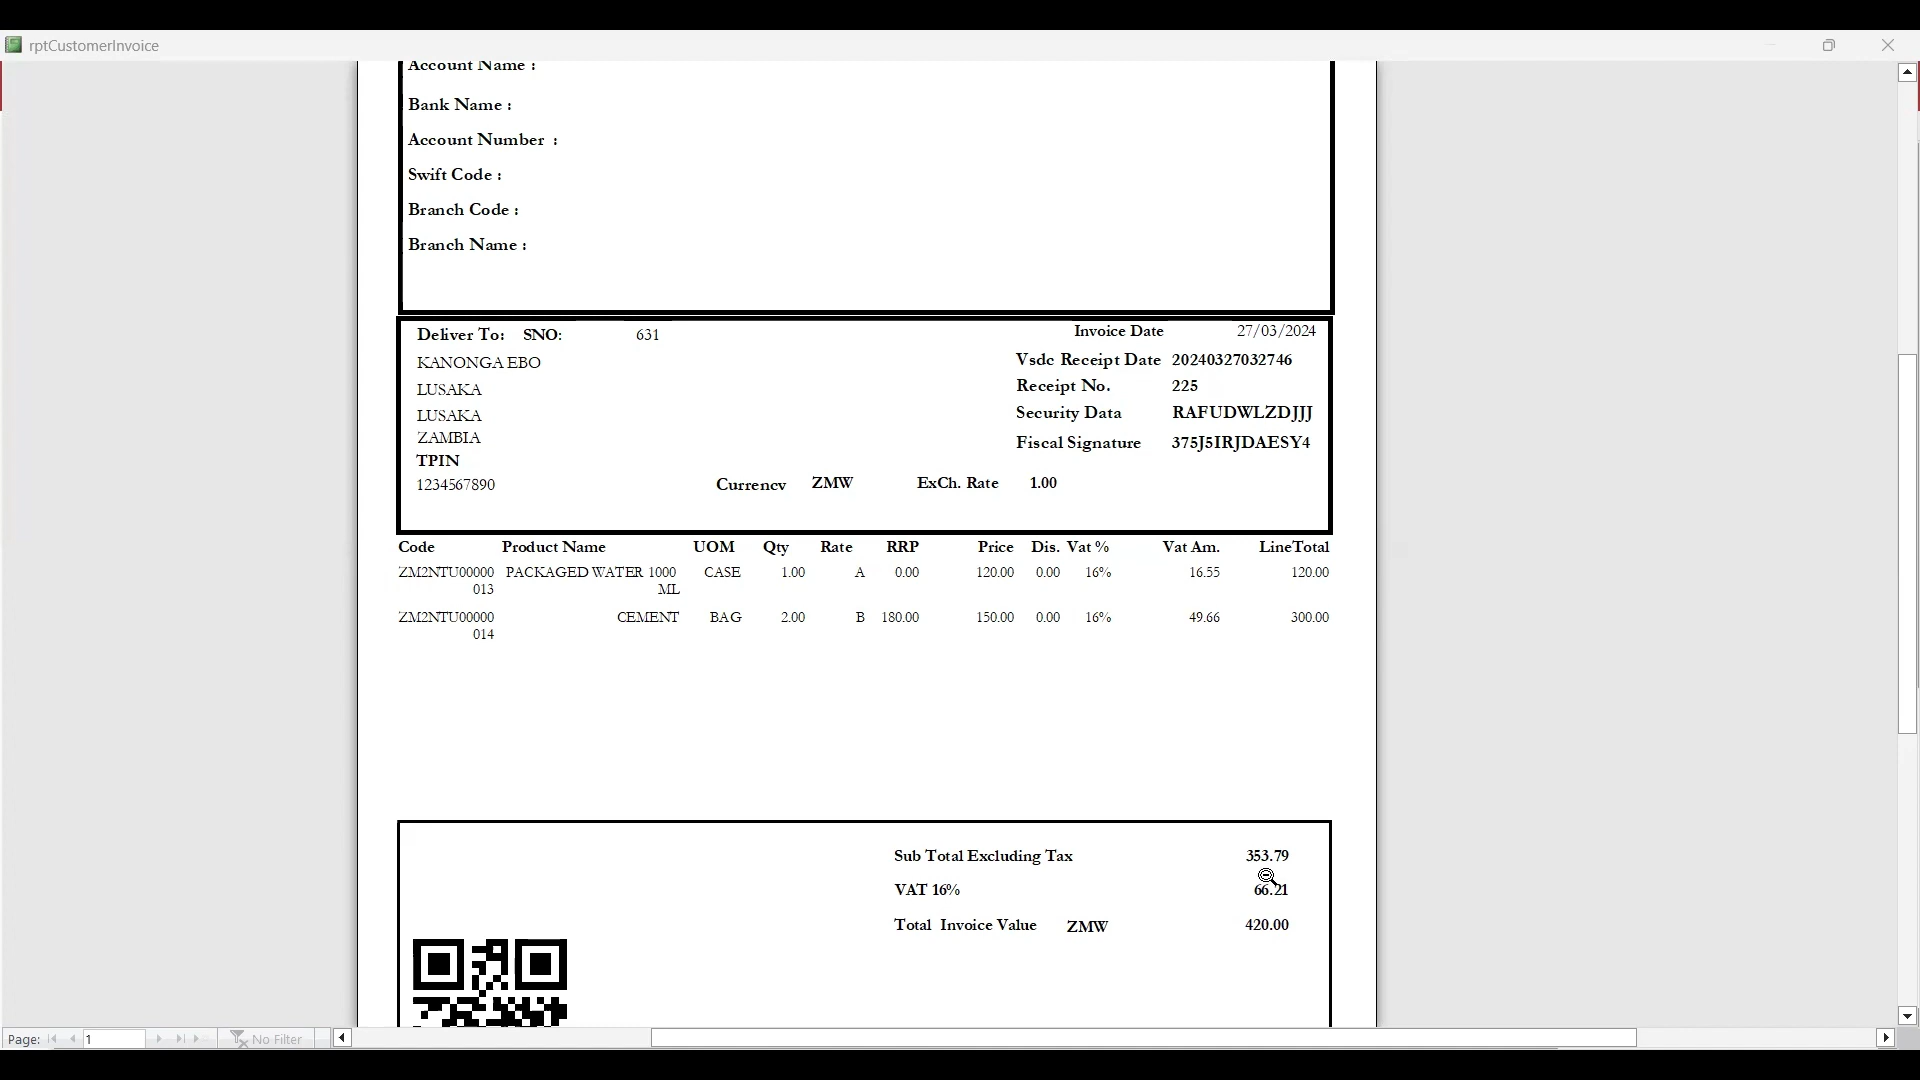 rptCustomerInvoice
Account Name :
Bank Name :
Account Number :
Swift Code :
Branch Code :
Branch Name :
Deliver To: SNO: 631 Invoice Date 27/03/2024
KANONGA EBO Vsdc Receipt Date 20240327032746
LUSAKA Receipt No. 225
LUSAKA Security Data RAFUDWLZDJJJ
ZAMBIA Fiscal Signature 375J5IRJDAESY4
TPIN
1234567890 Currency ZMW ExCh. Rate 1.00
Code Product Name UOM Qty Rate RRP Price Dis. Vat % Vat Am. LineTotal
ZM2NTU00000 PACKAGED WATER 1000 CASE 1.00 A 0.00 120.00 0.00 16% 16.55 120.00
013 ML
ZM2NTU00000 CEMENT BAG 2.00 B 180.00 150.00 0.00 16% 49.66 300.00
014
Sub Total Excluding Tax 353.79
VAT 16% 66.21
Total Invoice Value ZMW 420.00
Page: 1 No Filter